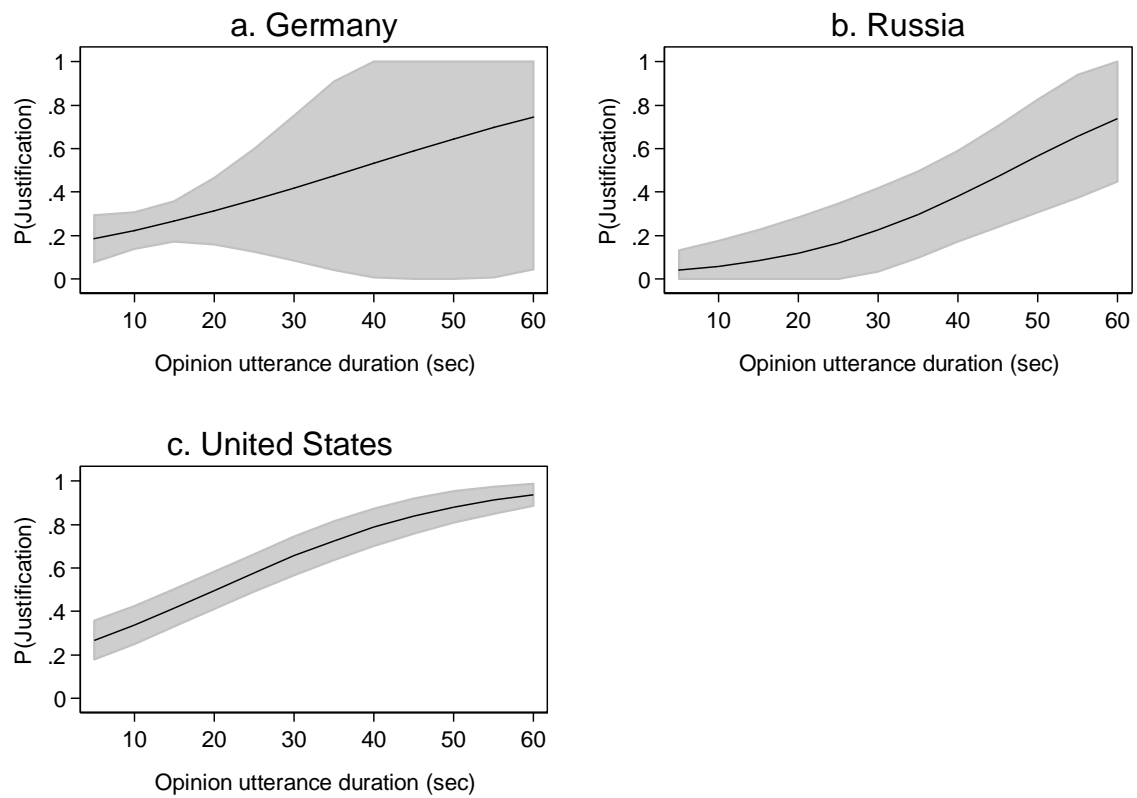 a. Germany
P(Justification)
1
.8
.6
.4
.2
0
10 20 30 40 50 60
Opinion utterance duration (sec)
b. Russia
P(Justification)
1
.8
.6
.4
.2
0
10 20 30 40 50 60
Opinion utterance duration (sec)
c. United States
P(Justification)
1
.8
.6
.4
.2
0
10 20 30 40 50 60
Opinion utterance duration (sec)